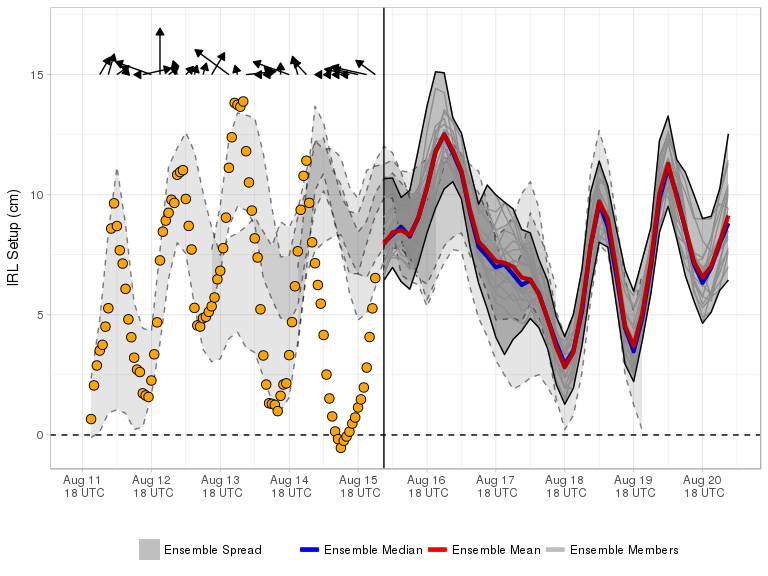 IRL Setup (cm)
15
10
5
0
Aug 11 Aug 12 Aug 13 Aug 14 Aug 15 Aug 16 Aug 17 Aug 18 Aug 19 Aug 20
18 UTC 18 UTC 18 UTC 18 UTC 18 UTC 18 UTC 18 UTC 18 UTC 18 UTC 18 UTC
Ensemble Spread Ensemble Median Ensemble Mean Ensemble Members